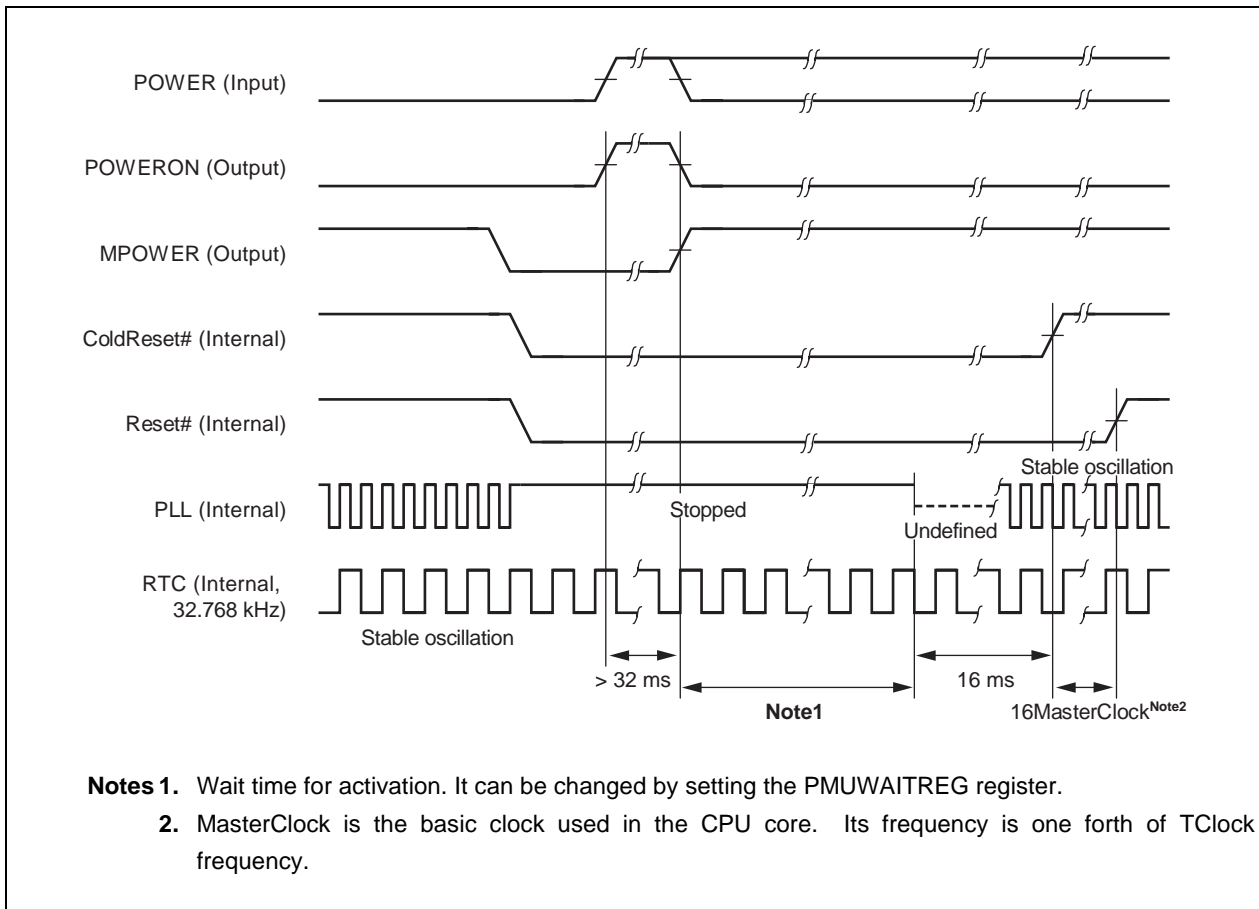 POWER (Input)
POWERON (Output)
MPOWER (Output)
ColdReset# (Internal)
Reset# (Internal)
Stable oscillation
PLL (Internal)
Stopped
Undefined
RTC (Internal,
32.768 kHz)
Stable oscillation
> 32 ms
16 ms
Note1
16MasterClockNote2
Notes 1. Wait time for activation. It can be changed by setting the PMUWAITREG register.
2. MasterClock is the basic clock used in the CPU core. Its frequency is one forth of TClock
frequency.